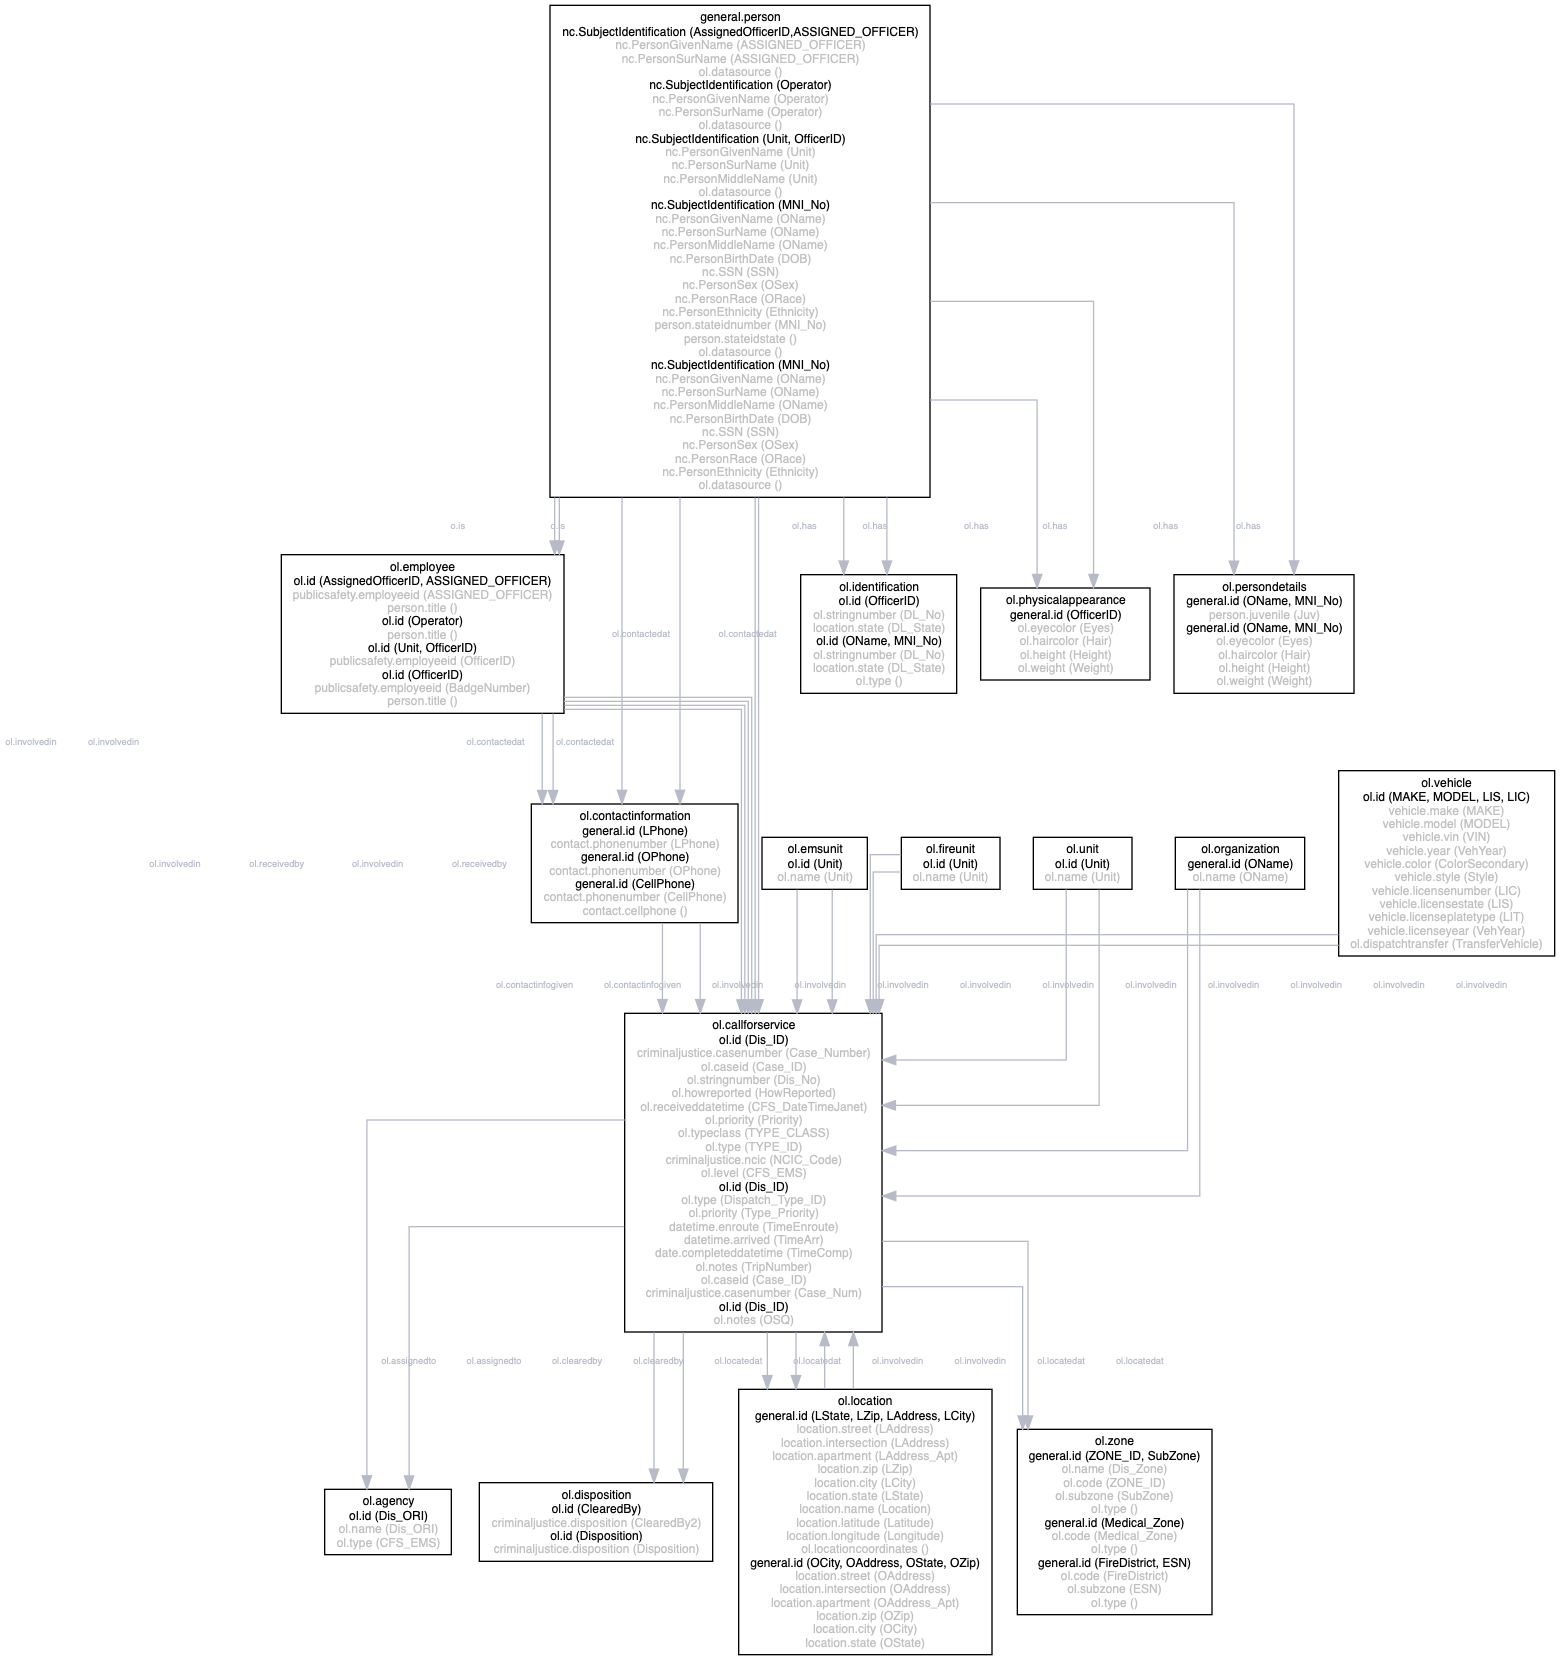 general.person
nc.SubjectIdentification (AssignedOfficerID,ASSIGNED_OFFICER)
nc.PersonGivenName (ASSIGNED_OFFICER)
nc.PersonSurName (ASSIGNED_OFFICER)
ol.datasource ()
nc.SubjectIdentification (Operator)
nc.PersonGivenName (Operator)
nc.PersonSurName (Operator)
ol.datasource ()
nc.SubjectIdentification (Unit, OfficerID)
nc.PersonGivenName (Unit)
nc.PersonSurName (Unit)
nc.PersonMiddleName (Unit)
ol.datasource ()
nc.SubjectIdentification (MNI_No)
nc.PersonGivenName (OName)
nc.PersonSurName (OName)
nc.PersonMiddleName (OName)
nc.PersonBirthDate (DOB)
nc.SSN (SSN)
nc.PersonSex (OSex)
nc.PersonRace (ORace)
nc.PersonEthnicity (Ethnicity)
person.stateidnumber (MNI_No)
person.stateidstate ()
ol.datasource ()
nc.SubjectIdentification (MNI_No)
nc.PersonGivenName (OName)
nc.PersonSurName (OName)
nc.PersonMiddleName (OName)
nc.PersonBirthDate (DOB)
nc.SSN (SSN)
nc.PersonSex (OSex)
nc.PersonRace (ORace)
nc.PersonEthnicity (Ethnicity)
ol.datasource ()
o.is
o.is
ol.has
ol.has
ol.has
ol.has
ol.has
ol.has
ol.employee
ol.id (AssignedOfficerID, ASSIGNED_OFFICER)
publicsafety.employeeid (ASSIGNED_OFFICER)
person.title ()
ol.id (Operator)
person.title ()
ol.id (Unit, OfficerID)
publicsafety.employeeid (OfficerID)
ol.id (OfficerID)
publicsafety.employeeid (BadgeNumber)
person.title ()
ol.contactedat
ol.contactedat
ol.identification
ol.id (OfficerID)
ol.stringnumber (DL_No)
location.state (DL_State)
ol.id (OName, MNI_No)
ol.stringnumber (DL_No)
location.state (DL_State)
ol.type ()
ol.physicalappearance
general.id (OfficerID)
ol.eyecolor (Eyes)
ol.haircolor (Hair)
ol.height (Height)
ol.weight (Weight)
ol.persondetails
general.id (OName, MNI_No)
person.juvenile (Juv)
general.id (OName, MNI_No)
ol.eyecolor (Eyes)
ol.haircolor (Hair)
ol.height (Height)
ol.weight (Weight)
ol.involvedin
ol.involvedin
ol.contactedat
ol.contactedat
ol.involvedin
ol.receivedby
ol.involvedin
ol.receivedby
ol.contactinformation
general.id (LPhone)
contact.phonenumber (LPhone)
general.id (OPhone)
contact.phonenumber (OPhone)
general.id (CellPhone)
contact.phonenumber (CellPhone)
contact.cellphone ()
ol.emsunit
ol.id (Unit)
ol.name (Unit)
ol.fireunit
ol.id (Unit)
ol.name (Unit)
ol.unit
ol.id (Unit)
ol.name (Unit)
ol.organization
general.id (OName)
ol.name (OName)
ol.vehicle
ol.id (MAKE, MODEL, LIS, LIC)
vehicle.make (MAKE)
vehicle.model (MODEL)
vehicle.vin (VIN)
vehicle.year (VehYear)
vehicle.color (ColorSecondary)
vehicle.style (Style)
vehicle.licensenumber (LIC)
vehicle.licensestate (LIS)
vehicle.licenseplatetype (LIT)
vehicle.licenseyear (VehYear)
ol.dispatchtransfer (TransferVehicle)
ol.contactinfogiven
ol.contactinfogiven
ol.involvedin
ol.involvedin
ol.involvedin
ol.involvedin
ol.involvedin
ol.involvedin
ol.involvedin
ol.involvedin
ol.involvedin
ol.involvedin
ol.callforservice
ol.id (Dis_ID)
criminaljustice.casenumber (Case_Number)
ol.caseid (Case_ID)
ol.stringnumber (Dis_No)
ol.howreported (HowReported)
ol.receiveddatetime (CFS_DateTimeJanet)
ol.priority (Priority)
ol.typeclass (TYPE_CLASS)
ol.type (TYPE_ID)
criminaljustice.ncic (NCIC_Code)
ol.level (CFS_EMS)
ol.id (Dis_ID)
ol.type (Dispatch_Type_ID)
ol.priority (Type_Priority)
datetime.enroute (TimeEnroute)
datetime.arrived (TimeArr)
date.completeddatetime (TimeComp)
ol.notes (TripNumber)
ol.caseid (Case_ID)
criminaljustice.casenumber (Case_Num)
ol.id (Dis_ID)
ol.notes (OSQ)
ol.assignedto
ol.assignedto
ol.clearedby
ol.clearedby
ol.locatedat
ol.locatedat
ol.involvedin
ol.involvedin
ol.locatedat
ol.locatedat
ol.agency
ol.id (Dis_ORI)
ol.name (Dis_ORI)
ol.type (CFS_EMS)
ol.disposition
ol.id (ClearedBy)
criminaljustice.disposition (ClearedBy2)
ol.id (Disposition)
criminaljustice.disposition (Disposition)
ol.location
general.id (LState, LZip, LAddress, LCity)
location.street (LAddress)
location.intersection (LAddress)
location.apartment (LAddress_Apt)
location.zip (LZip)
location.city (LCity)
location.state (LState)
location.name (Location)
location.latitude (Latitude)
location.longitude (Longitude)
ol.locationcoordinates ()
general.id (OCity, OAddress, OState, OZip)
location.street (OAddress)
location.intersection (OAddress)
location.apartment (OAddress_Apt)
location.zip (OZip)
location.city (OCity)
location.state (OState)
ol.zone
general.id (ZONE_ID, SubZone)
ol.name (Dis_Zone)
ol.code (ZONE_ID)
ol.subzone (SubZone)
ol.type ()
general.id (Medical_Zone)
ol.code (Medical_Zone)
ol.type ()
general.id (FireDistrict, ESN)
ol.code (FireDistrict)
ol.subzone (ESN)
ol.type ()